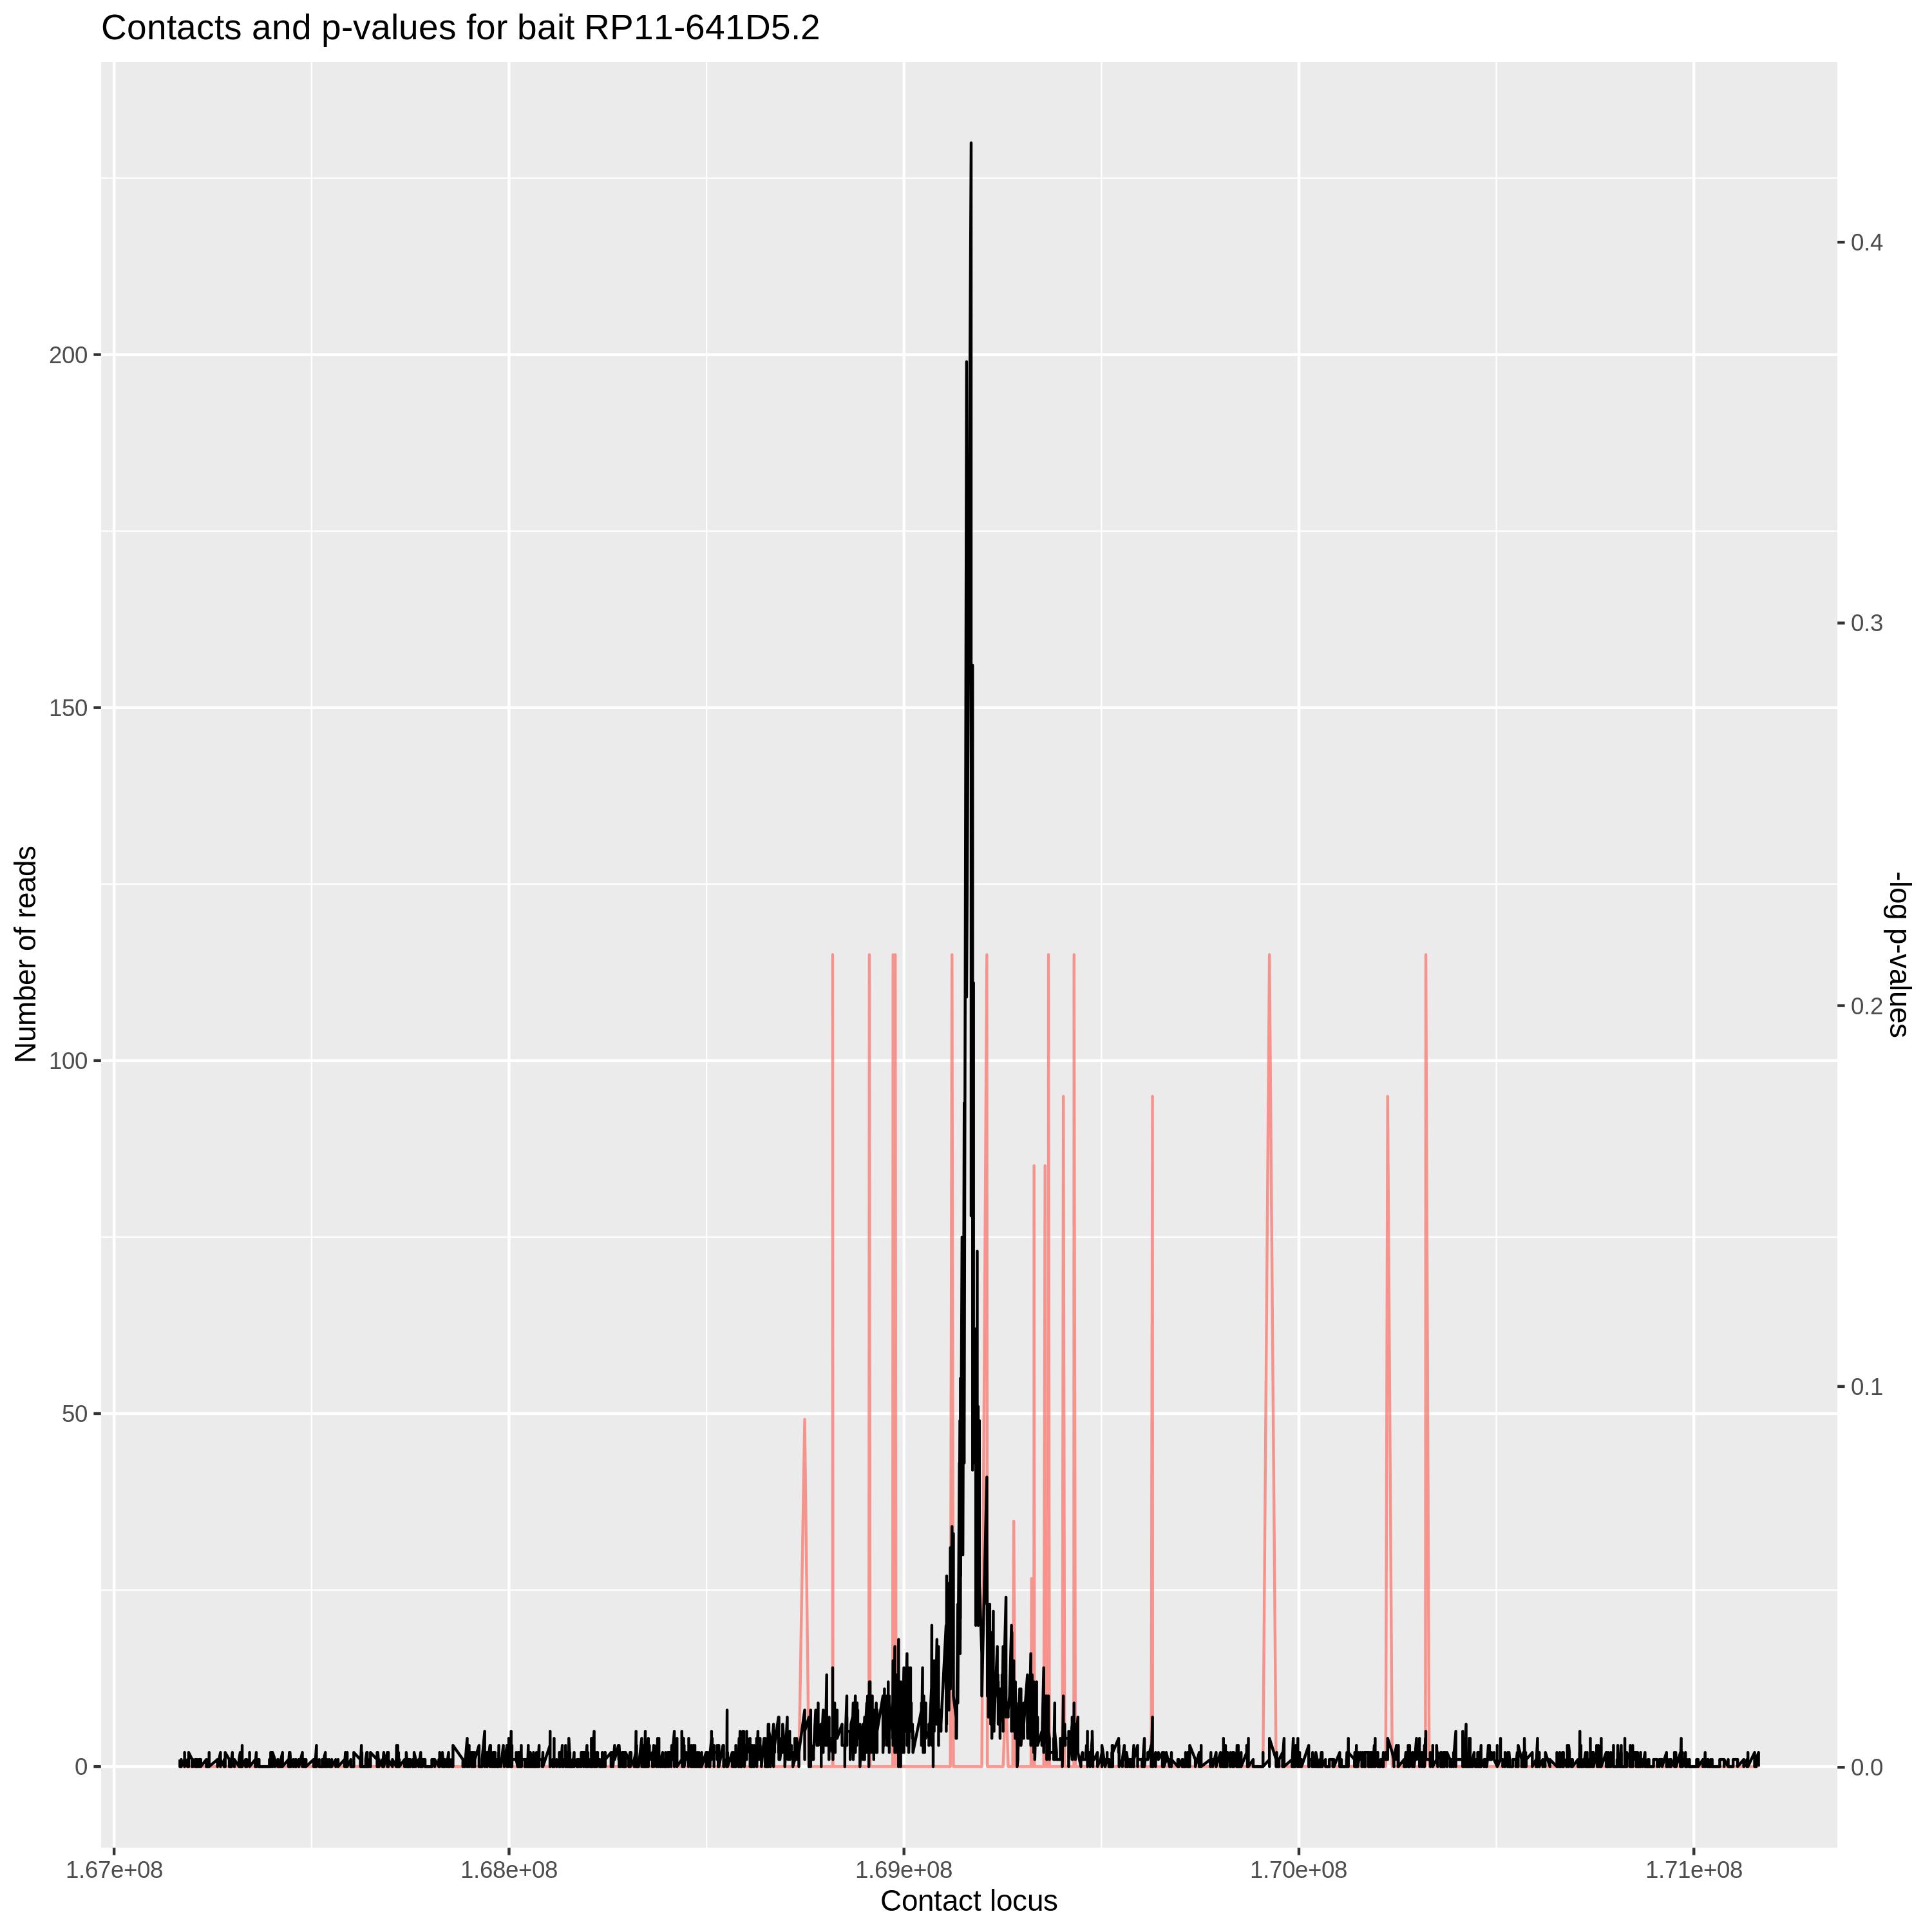 Contacts and p-values for bait RP11-641D5.2
Number of reads
200
150
100
50
0
0.4
0.3
0.2
0.1
0.0
-log p-values
1.67e+08
1.68e+08
1.69e+08
1.70e+08
1.71e+08
Contact locus